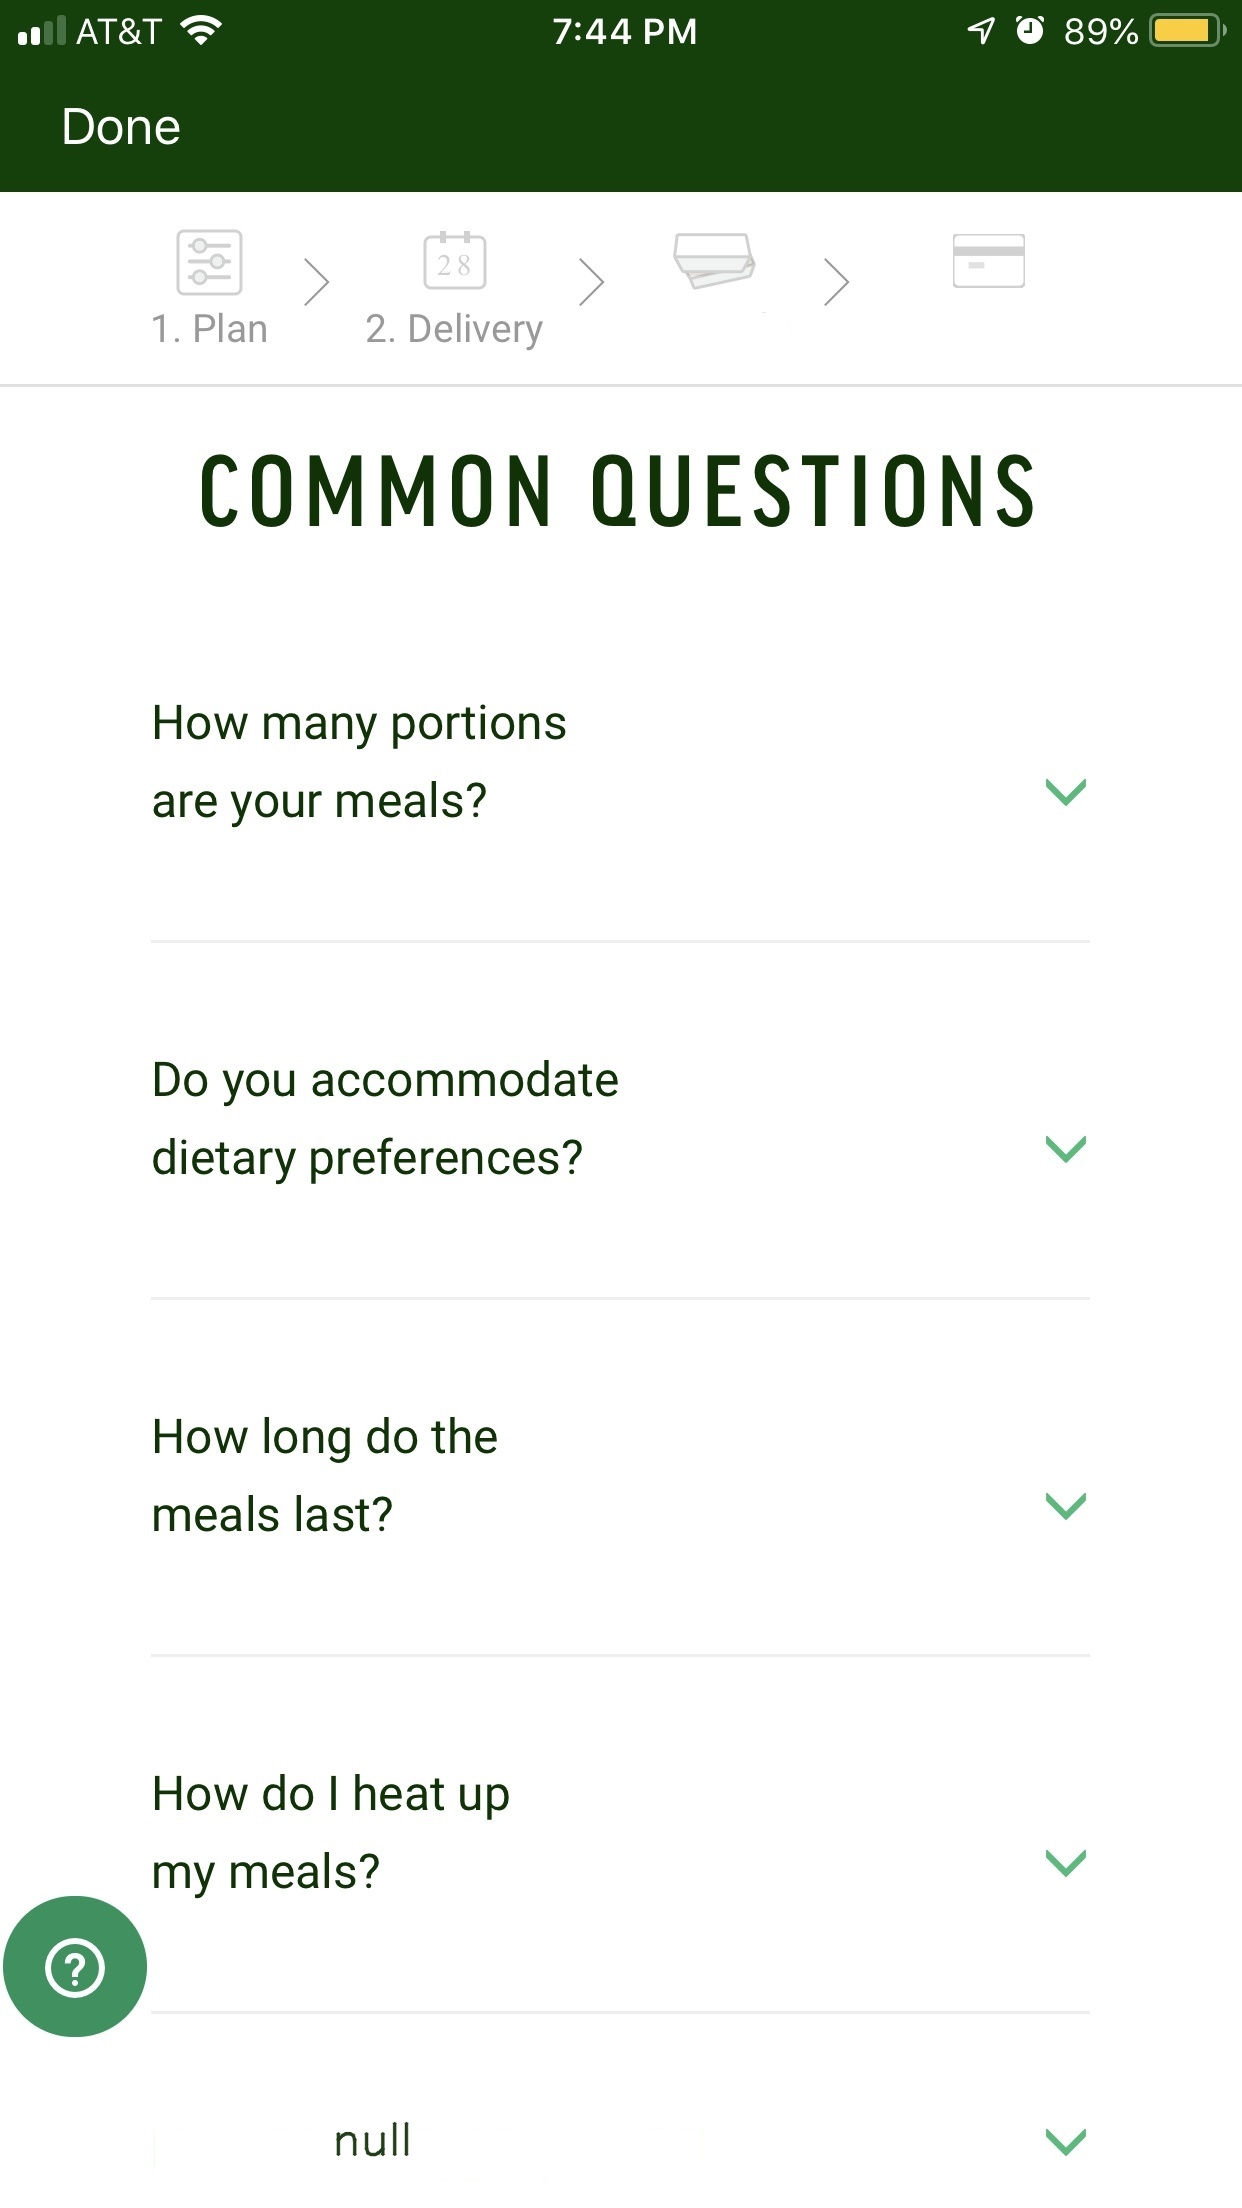 AT&T 7:44 PM 89%
Done
28
1. Plan
2. Delivery
COMMON QUESTIONS
How many portions
are your meals?
Do you accommodate
dietary preferences?
How long do the
meals last?
How do I heat up
my meals?
?
null